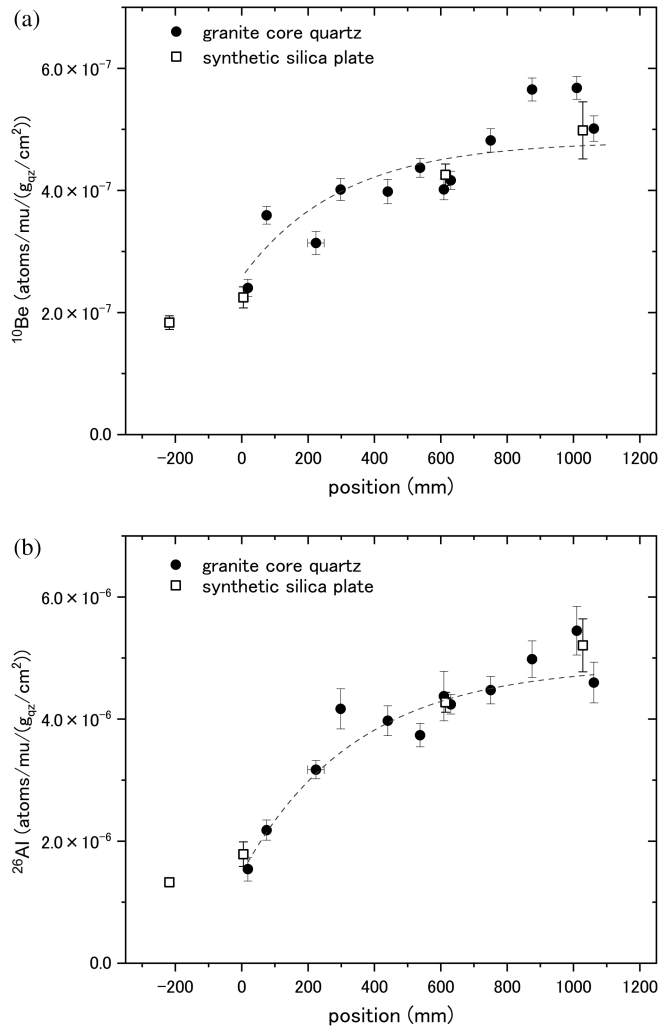 (a)
granite core quartz
synthetic silica plate
6.0 × 10⁻⁷
4.0 × 10⁻⁷
2.0 × 10⁻⁷
0.0
¹⁰Be (atoms/mu/(g_qz/cm²))
−200 0 200 400 600 800 1000 1200
position (mm)
(b)
granite core quartz
synthetic silica plate
6.0 × 10⁻⁶
4.0 × 10⁻⁶
2.0 × 10⁻⁶
0.0
²⁶Al (atoms/mu/(g_qz/cm²))
−200 0 200 400 600 800 1000 1200
position (mm)